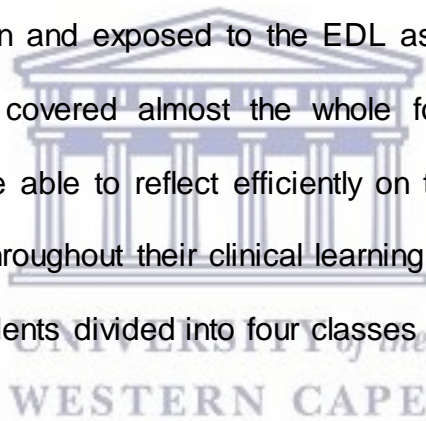 n and exposed to the EDL as
covered almost the whole fo
e able to reflect efficiently on t
hroughout their clinical learning
dents divided into four classes
UNIVERSITY of the
WESTERN CAPE